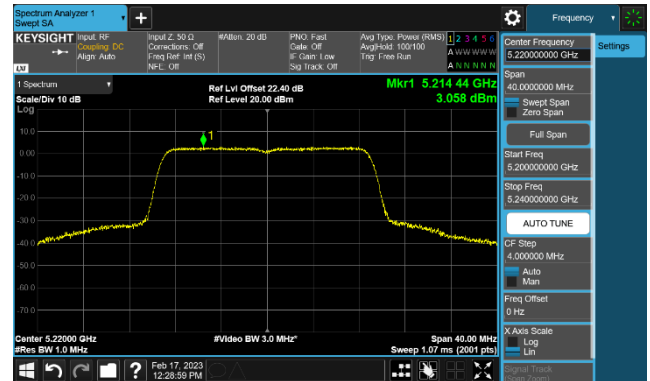 Spectrum Analyzer 1
Swept SA
Frequency
KEYSIGHT
Input: RF
Coupling: DC
Align: Auto
Input Z: 50 Ω
Corrections: Off
Freq Ref: Int (S)
NFE: Off
#Atten: 20 dB
PNO: Fast
Gate: Off
IF Gain: Low
Sig Track: Off
Avg Type: Power (RMS)
Avg|Hold: 100/100
Trig: Free Run
1 2 3 4 5 6
A W W W W W
A N N N N N
LXI
1 Spectrum
Scale/Div 10 dB
Log
Ref Lvl Offset 22.40 dB
Ref Level 20.00 dBm
Mkr1 5.214 44 GHz
3.058 dBm
1
10.0
0.00
-10.0
-20.0
-30.0
-40.0
-50.0
-60.0
-70.0
Center 5.22000 GHz
#Res BW 1.0 MHz
#Video BW 3.0 MHz*
Span 40.00 MHz
Sweep 1.07 ms (2001 pts)
Center Frequency
5.220000000 GHz
Settings
Span
40.0000000 MHz
Swept Span
Zero Span
Full Span
Start Freq
5.200000000 GHz
Stop Freq
5.240000000 GHz
AUTO TUNE
CF Step
4.000000 MHz
Auto
Man
Freq Offset
0 Hz
X Axis Scale
Log
Lin
Signal Track
(Span Zoom)
?
Feb 17, 2023
12:28:59 PM